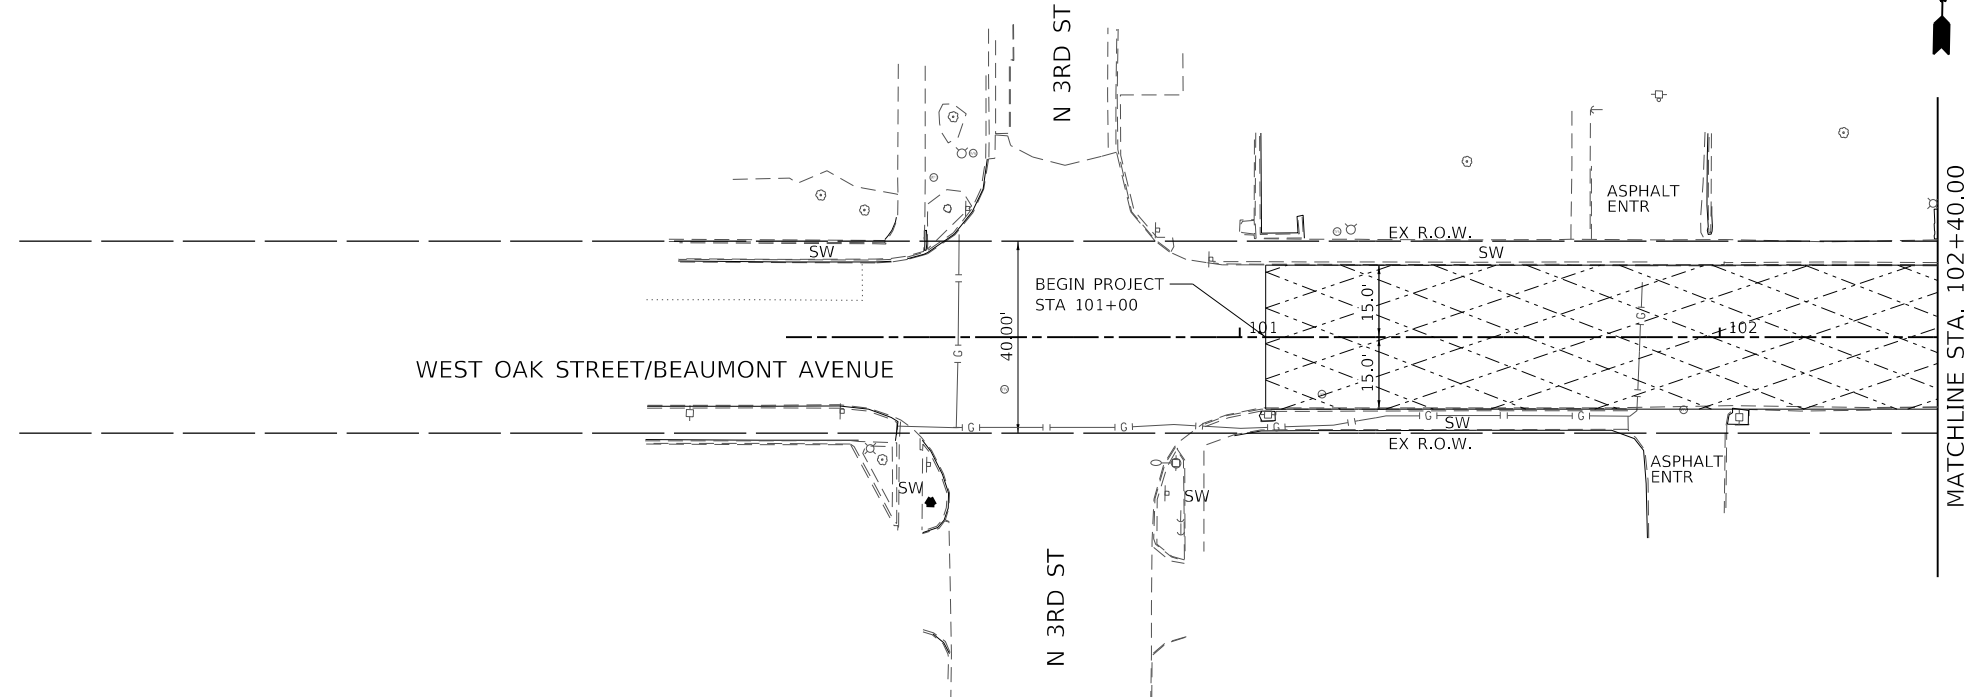 N 3RD ST
ASPHALT
ENTR
EX R.O.W.
SW
SW
BEGIN PROJECT
STA 101+00
15.0'
G
101
102
40.00'
G
WEST OAK STREET/BEAUMONT AVENUE
15.0'
G
G
G
G
G
SW
EX R.O.W.
ASPHALT
ENTR
SW
SW
N 3RD ST
MATCHLINE STA. 102+40.00